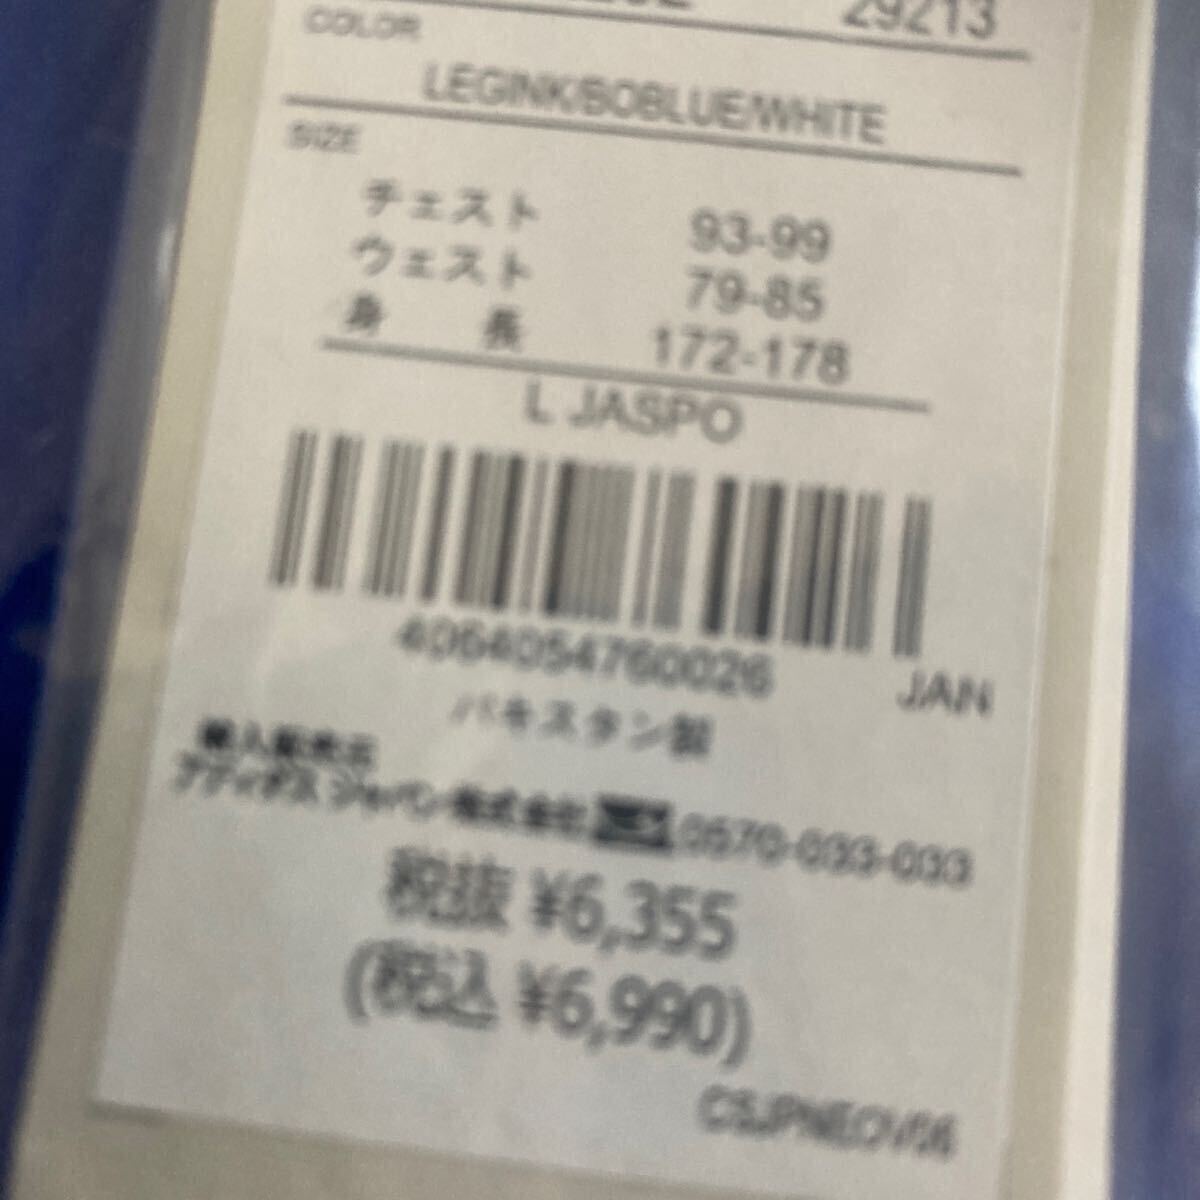 29213
COLOR
LEGINK/BOBLUE/WHITE
SIZE
チェスト 93-99
ウェスト 79-85
身 長 172-178
L JASPO
4064054760026 JAN
パキスタン製
輸入販売元
アディダス ジャパン 株式会社 0570-033-033
税抜 ¥6,355
(税込 ¥6,990)
CSJPNEOV06